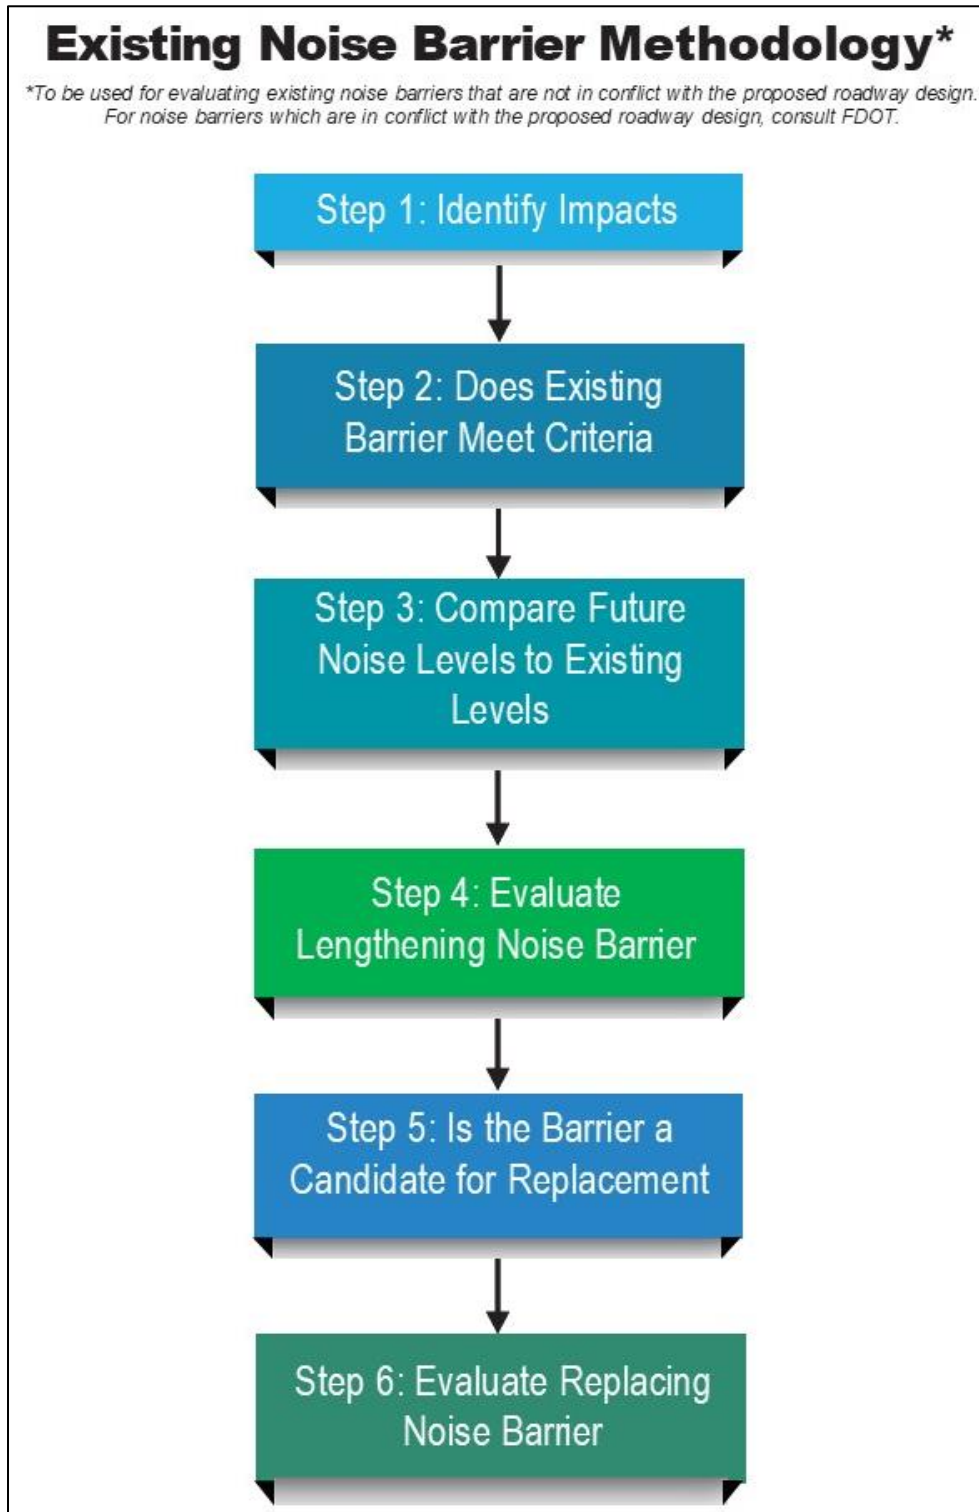 Existing Noise Barrier Methodology*
*To be used for evaluating existing noise barriers that are not in conflict with the proposed roadway design.
For noise barriers which are in conflict with the proposed roadway design, consult FDOT.
Step 1: Identify Impacts
Step 2: Does Existing
Barrier Meet Criteria
Step 3: Compare Future
Noise Levels to Existing
Levels
Step 4: Evaluate
Lengthening Noise Barrier
Step 5: Is the Barrier a
Candidate for Replacement
Step 6: Evaluate Replacing
Noise Barrier